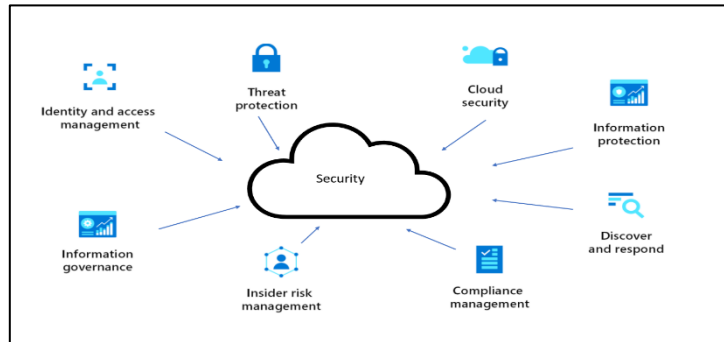 Identity and access
management
Threat
protection
Cloud
security
Information
protection
Security
Information
governance
Insider risk
management
Compliance
management
Discover
and respond